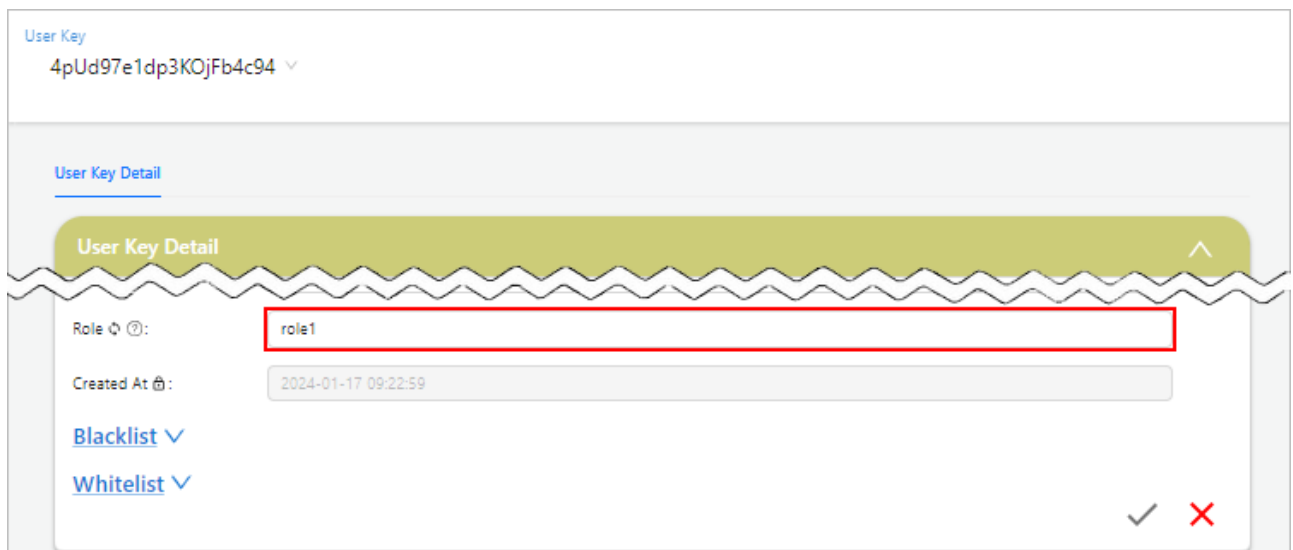 User Key
4pUd97e1dp3KOjFb4c94
User Key Detail
User Key Detail
Role :
role1
Created At :
2024-01-17 09:22:59
Blacklist
Whitelist